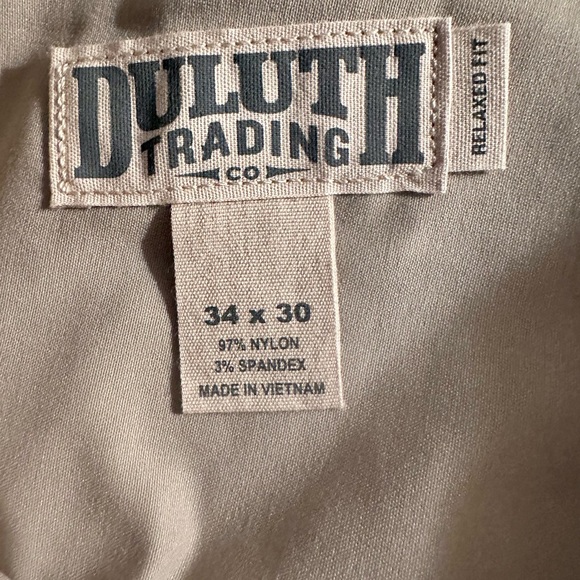 DULUTH
TRADING
CO
RELAXED FIT
34 x 30
97% NYLON
3% SPANDEX
MADE IN VIETNAM